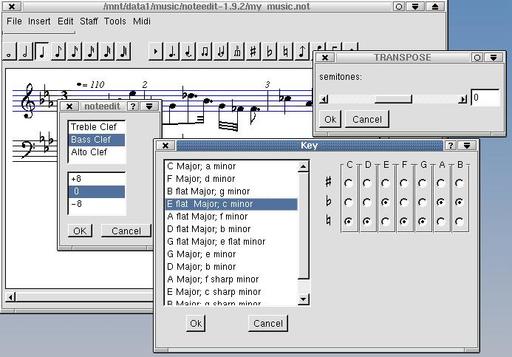 /mnt/data1/music/noteedit-1.9.2/my_music.not
File Insert Edit Staff Tools Midi
= 110
2
3
TRANSPOSE
semitones:
0
Ok Cancel
noteedit
Treble Clef
Bass Clef
Alto Clef
+8
0
-8
OK Cancel
Key
C Major; a minor
F Major; d minor
B flat Major; g minor
E flat Major; c minor
A flat Major; f minor
D flat Major; b minor
G flat Major; e flat minor
G Major; e minor
D Major; b minor
A Major; f sharp minor
E Major; c sharp minor
B Major; g sharp minor
C D E F G A B
♯
♭
♮
Ok Cancel